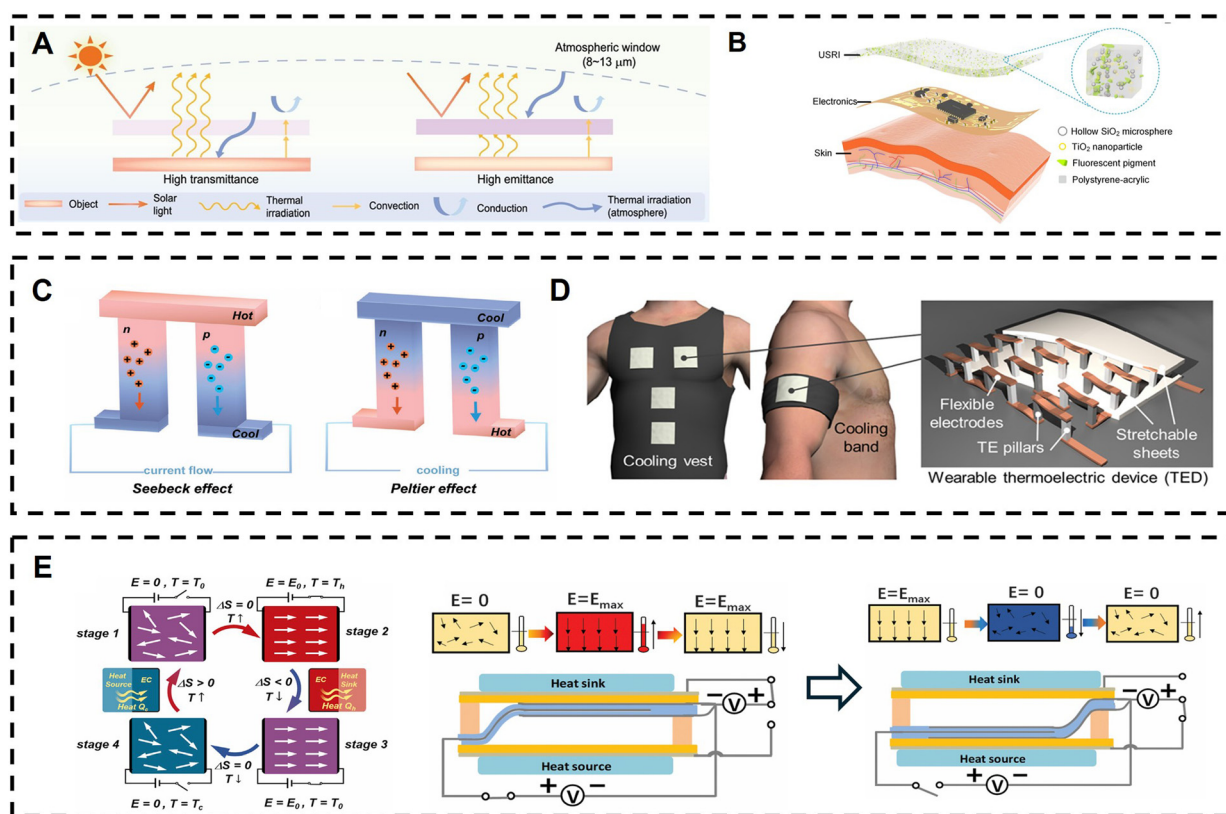 A
Atmospheric window
(8~13 μm)
High transmittance
High emittance
Object
Solar
light
Thermal
irradiation
Convection
Conduction
Thermal irradiation
(atmosphere)
B
USRI
Electronics
Skin
Hollow SiO₂ microsphere
TiO₂ nanoparticle
Fluorescent pigment
Polystyrene-acrylic
C
Hot
n
p
Cool
current flow
Seebeck effect
Cool
n
p
Hot
cooling
Peltier effect
D
Cooling vest
Cooling
band
Flexible
electrodes
TE pillars
Stretchable
sheets
Wearable thermoelectric device (TED)
E
E = 0 , T = T₀
E = E₀ , T = Tₕ
stage 1
ΔS = 0
T↑
stage 2
Heat
Source
EC
Heat Qₛ
ΔS > 0
T↑
ΔS < 0
T↓
EC
Heat
Sink
Heat Qₕ
stage 4
ΔS = 0
T↓
stage 3
E = 0, T = T꜀
E = E₀ , T = T₀
E= 0
E=Eₘₐₓ
E=Eₘₐₓ
Heat sink
− V +
Heat source
+ V −
E=Eₘₐₓ
E= 0
E= 0
Heat sink
− V +
Heat source
+ V −